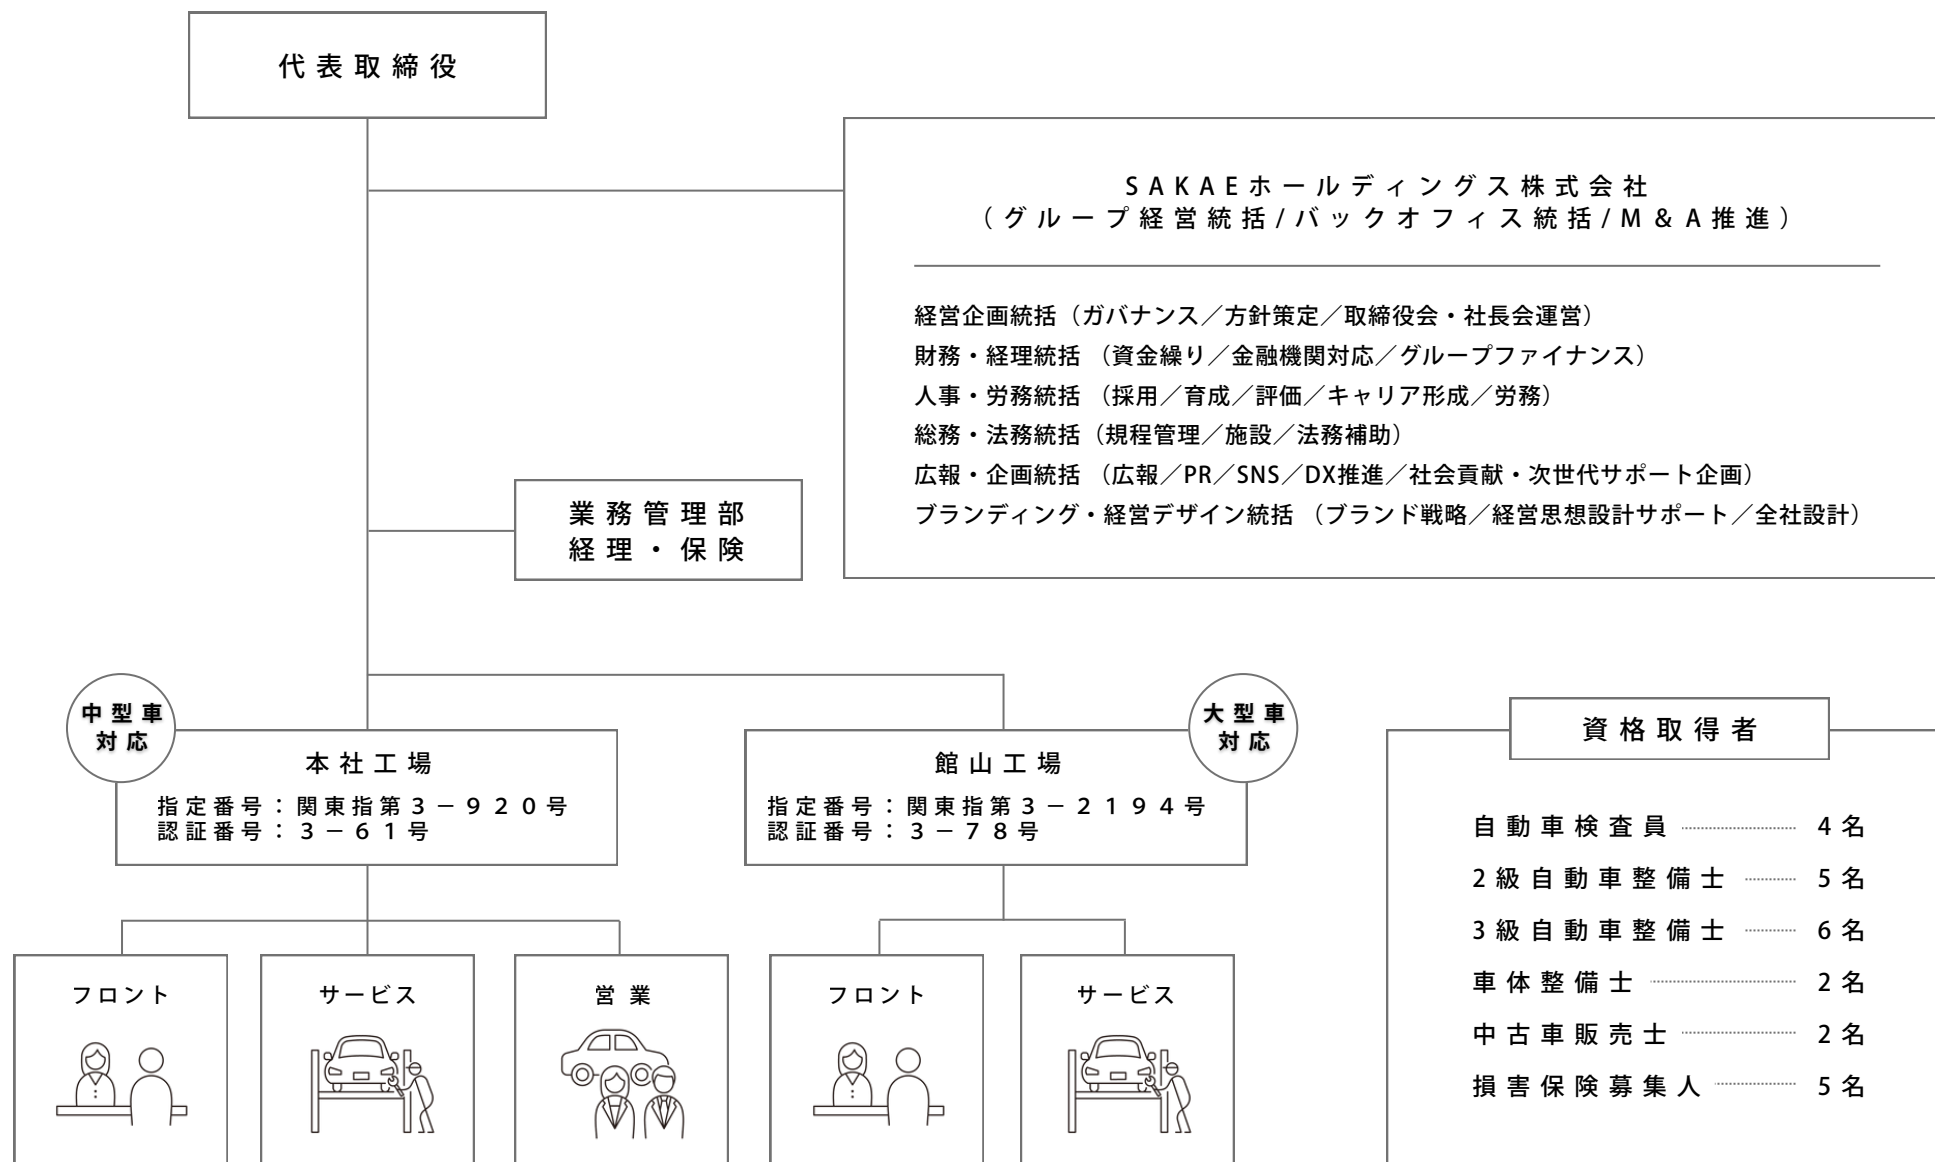 代表取締役
SAKAEホールディングス株式会社
(グループ経営統括/バックオフィス統括/M&A推進)
経営企画統括（ガバナンス／方針策定／取締役会・社長会運営）
財務・経理統括 （資金繰り／金融機関対応／グループファイナンス）
人事・労務統括 （採用／育成／評価／キャリア形成／労務）
総務・法務統括（規程管理／施設／法務補助）
広報・企画統括 （広報／PR／SNS／DX推進／社会貢献・次世代サポート企画）
ブランディング・経営デザイン統括 （ブランド戦略／経営思想設計サポート／全社設計）
業務管理部
経理・保険
中型車
対応
本社工場
指定番号：関東指第３－９２０号
認証番号：３－６１号
大型車
対応
館山工場
指定番号：関東指第３－２１９４号
認証番号：３－７８号
フロント
サービス
営業
フロント
サービス
資格取得者
自動車検査員 4名
2級自動車整備士 5名
3級自動車整備士 6名
車体整備士 2名
中古車販売士 2名
損害保険募集人 5名